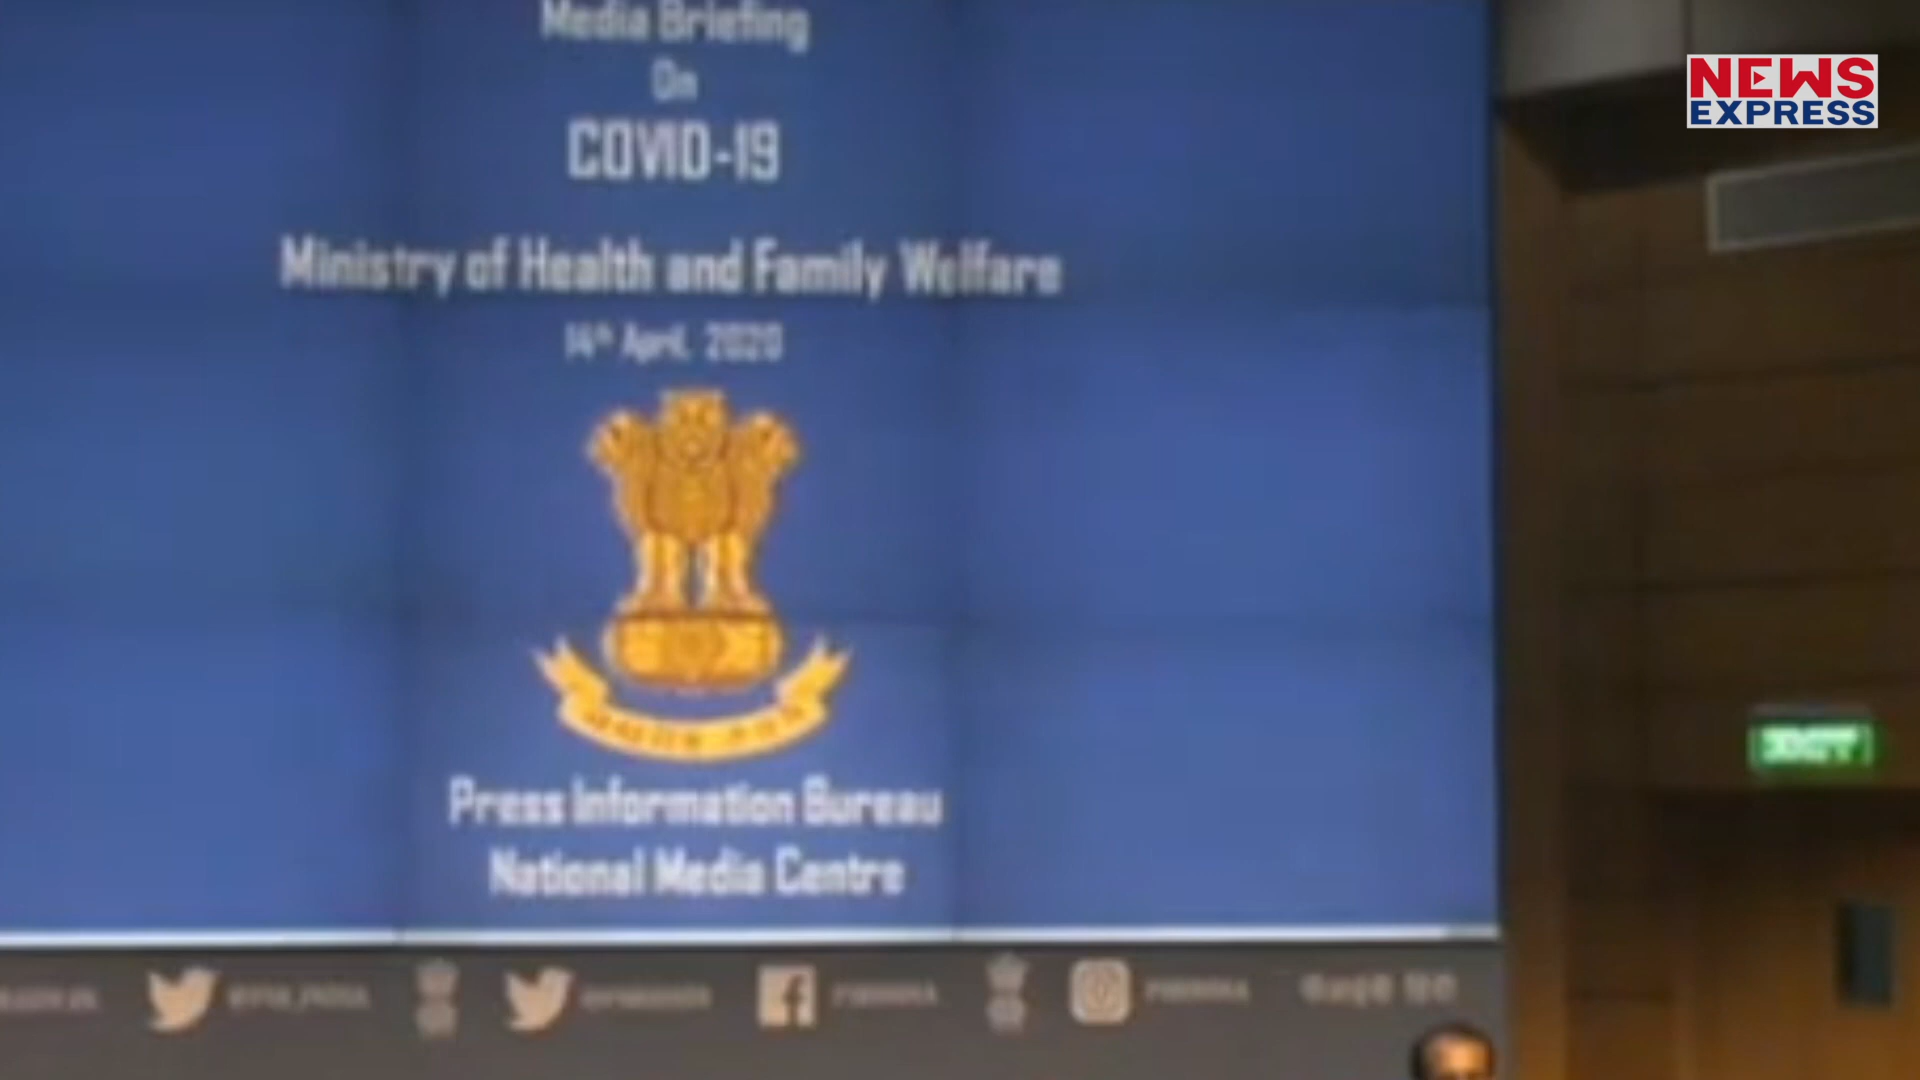 Media Briefing
On
COVID-19
Ministry of Health and Family Welfare
14th April, 2020
Press Information Bureau
National Media Centre
NEWS
EXPRESS
EXIT